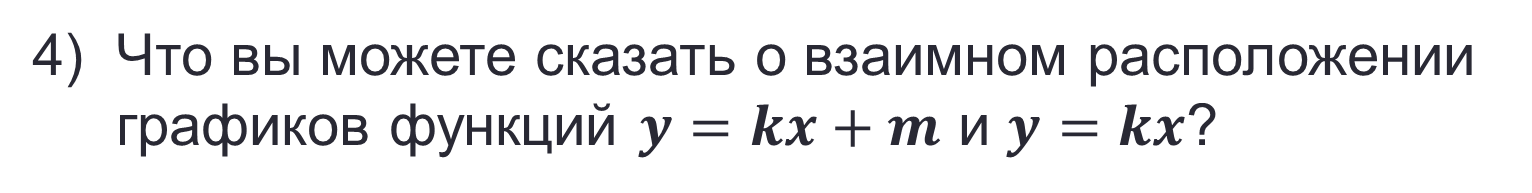 4) Что вы можете сказать о взаимном расположении
графиков функций y = kx + m и y = kx?